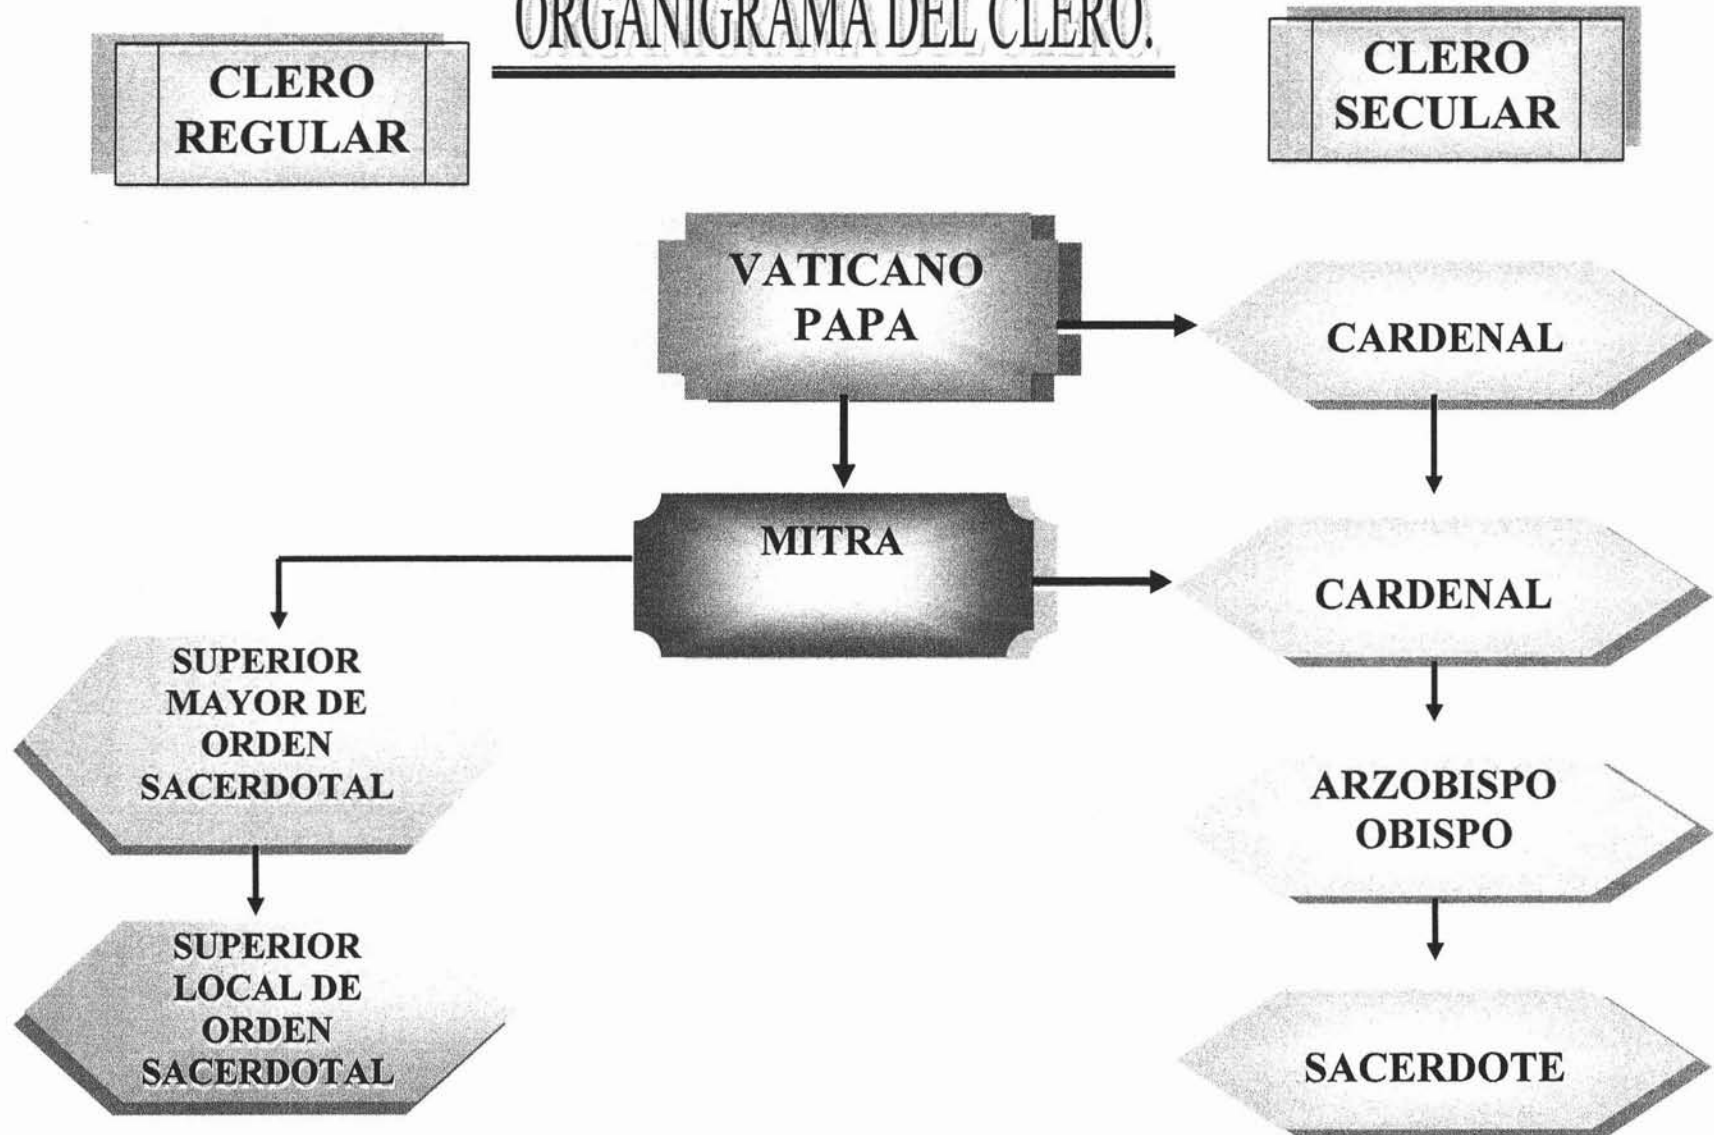 ORGANIGRAMA DEL CLERO.
CLERO
REGULAR
CLERO
SECULAR
VATICANO
PAPA
CARDENAL
MITRA
CARDENAL
SUPERIOR
MAYOR DE
ORDEN
SACERDOTAL
ARZOBISPO
OBISPO
SUPERIOR
LOCAL DE
ORDEN
SACERDOTAL
SACERDOTE